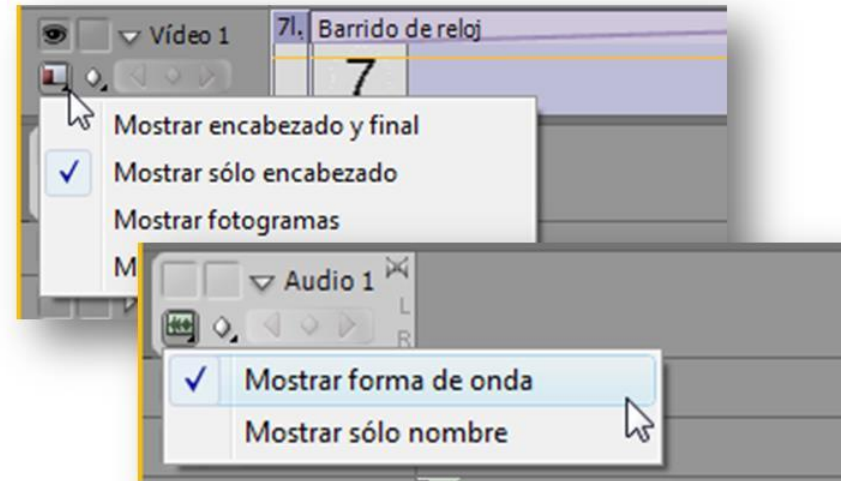 Vídeo 1
7l. Barrido de reloj
7
Mostrar encabezado y final
Mostrar sólo encabezado
Mostrar fotogramas
M
Audio 1
L
R
Mostrar forma de onda
Mostrar sólo nombre